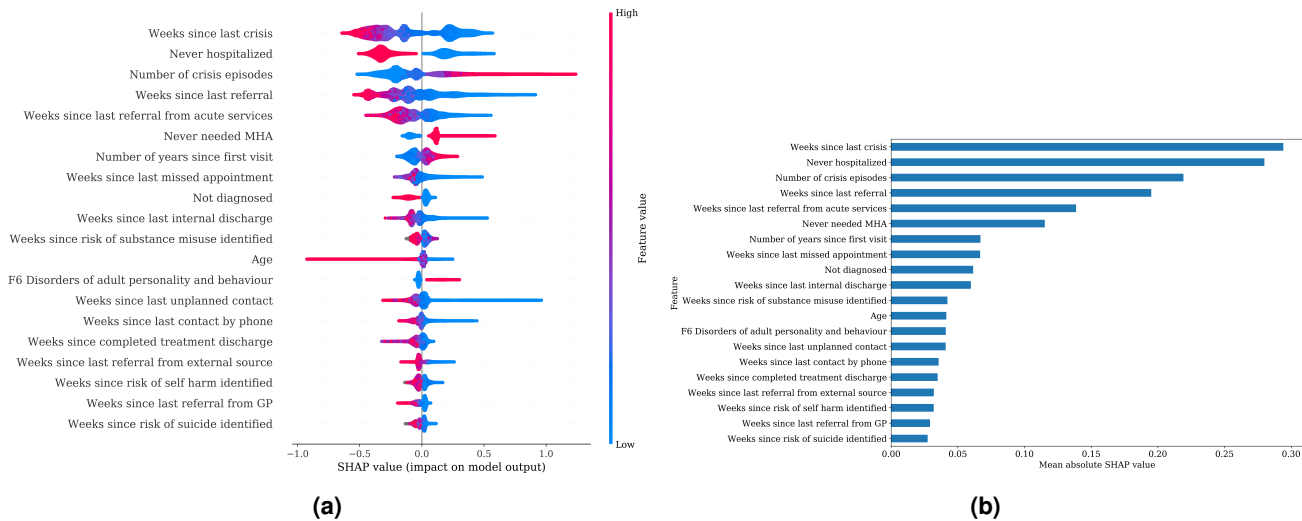 High
Weeks since last crisis
Never hospitalized
Number of crisis episodes
Weeks since last referral
Weeks since last referral from acute services
Never needed MHA
Number of years since first visit
Weeks since last missed appointment
Not diagnosed
Weeks since last internal discharge
Weeks since risk of substance misuse identified
Age
F6 Disorders of adult personality and behaviour
Weeks since last unplanned contact
Weeks since last contact by phone
Weeks since completed treatment discharge
Weeks since last referral from external source
Weeks since risk of self harm identified
Weeks since last referral from GP
Weeks since risk of suicide identified
Feature value
Low
−1.0 −0.5 0.0 0.5 1.0
SHAP value (impact on model output)
(a)
Weeks since last crisis
Never hospitalized
Number of crisis episodes
Weeks since last referral
Weeks since last referral from acute services
Never needed MHA
Number of years since first visit
Weeks since last missed appointment
Not diagnosed
Weeks since last internal discharge
Weeks since risk of substance misuse identified
Age
F6 Disorders of adult personality and behaviour
Weeks since last unplanned contact
Weeks since last contact by phone
Weeks since completed treatment discharge
Weeks since last referral from external source
Weeks since risk of self harm identified
Weeks since last referral from GP
Weeks since risk of suicide identified
Feature
0.00 0.05 0.10 0.15 0.20 0.25 0.30
Mean absolute SHAP value
(b)